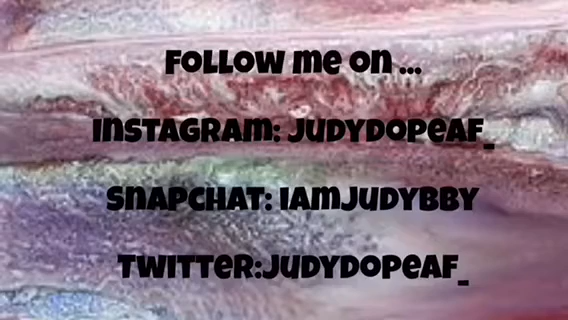 Follow me on ...
Instagram: judydopeaf_
Snapchat: iamjudybby
Twitter:judydopeaf_